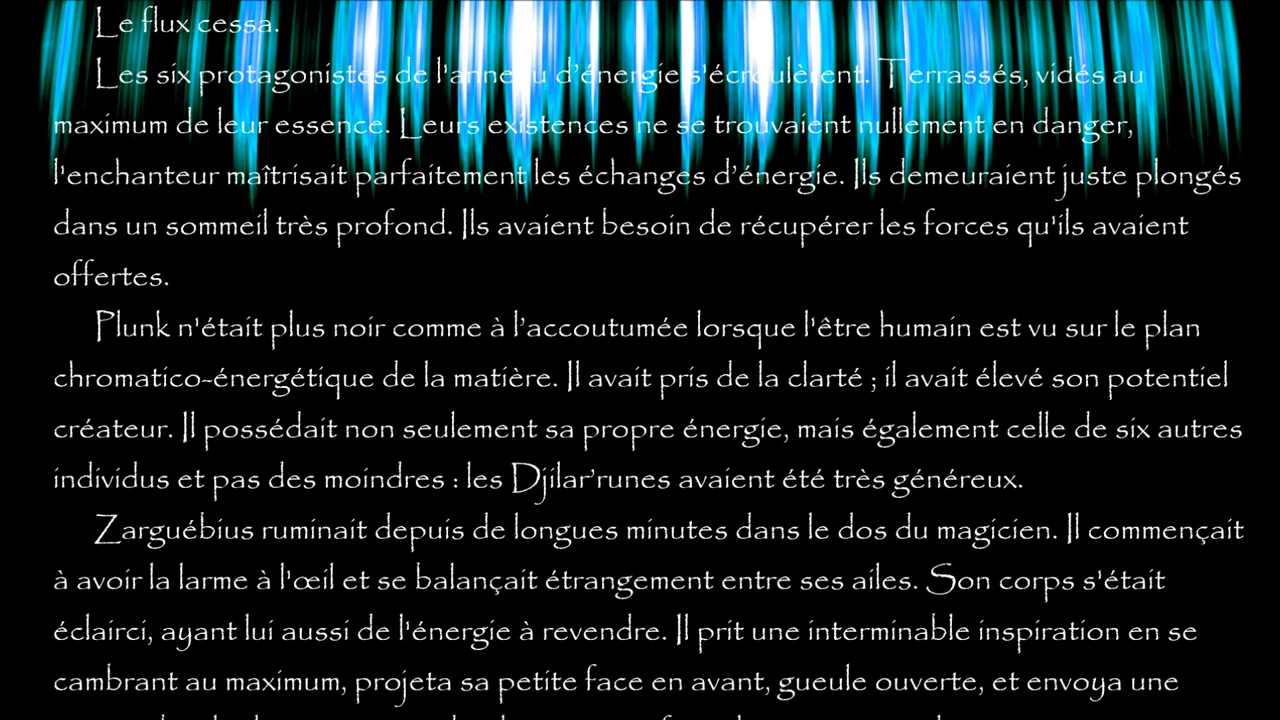 Le flux cessa.
Les six protagonistes de l'anneau d'énergie s'écroulèrent. Terrassés, vidés au
maximum de leur essence. Leurs existences ne se trouvaient nullement en danger,
l'enchanteur maîtrisait parfaitement les échanges d'énergie. Ils demeuraient juste plongés
dans un sommeil très profond. Ils avaient besoin de récupérer les forces qu'ils avaient
offertes.
Plunk n'était plus noir comme à l'accoutumée lorsque l'être humain est vu sur le plan
chromatico-énergétique de la matière. Il avait pris de la clarté ; il avait élevé son potentiel
créateur. Il possédait non seulement sa propre énergie, mais également celle de six autres
individus et pas des moindres : les Djilar'runes avaient été très généreux.
Zarguébius ruminait depuis de longues minutes dans le dos du magicien. Il commençait
à avoir la larme à l'œil et se balançait étrangement entre ses ailes. Son corps s'était
éclairci, ayant lui aussi de l'énergie à revendre. Il prit une interminable inspiration en se
cambrant au maximum, projeta sa petite face en avant, gueule ouverte, et envoya une